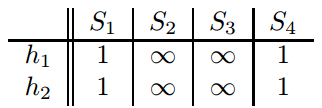 S₁ S₂ S₃ S₄
h₁ 1 ∞ ∞ 1
h₂ 1 ∞ ∞ 1